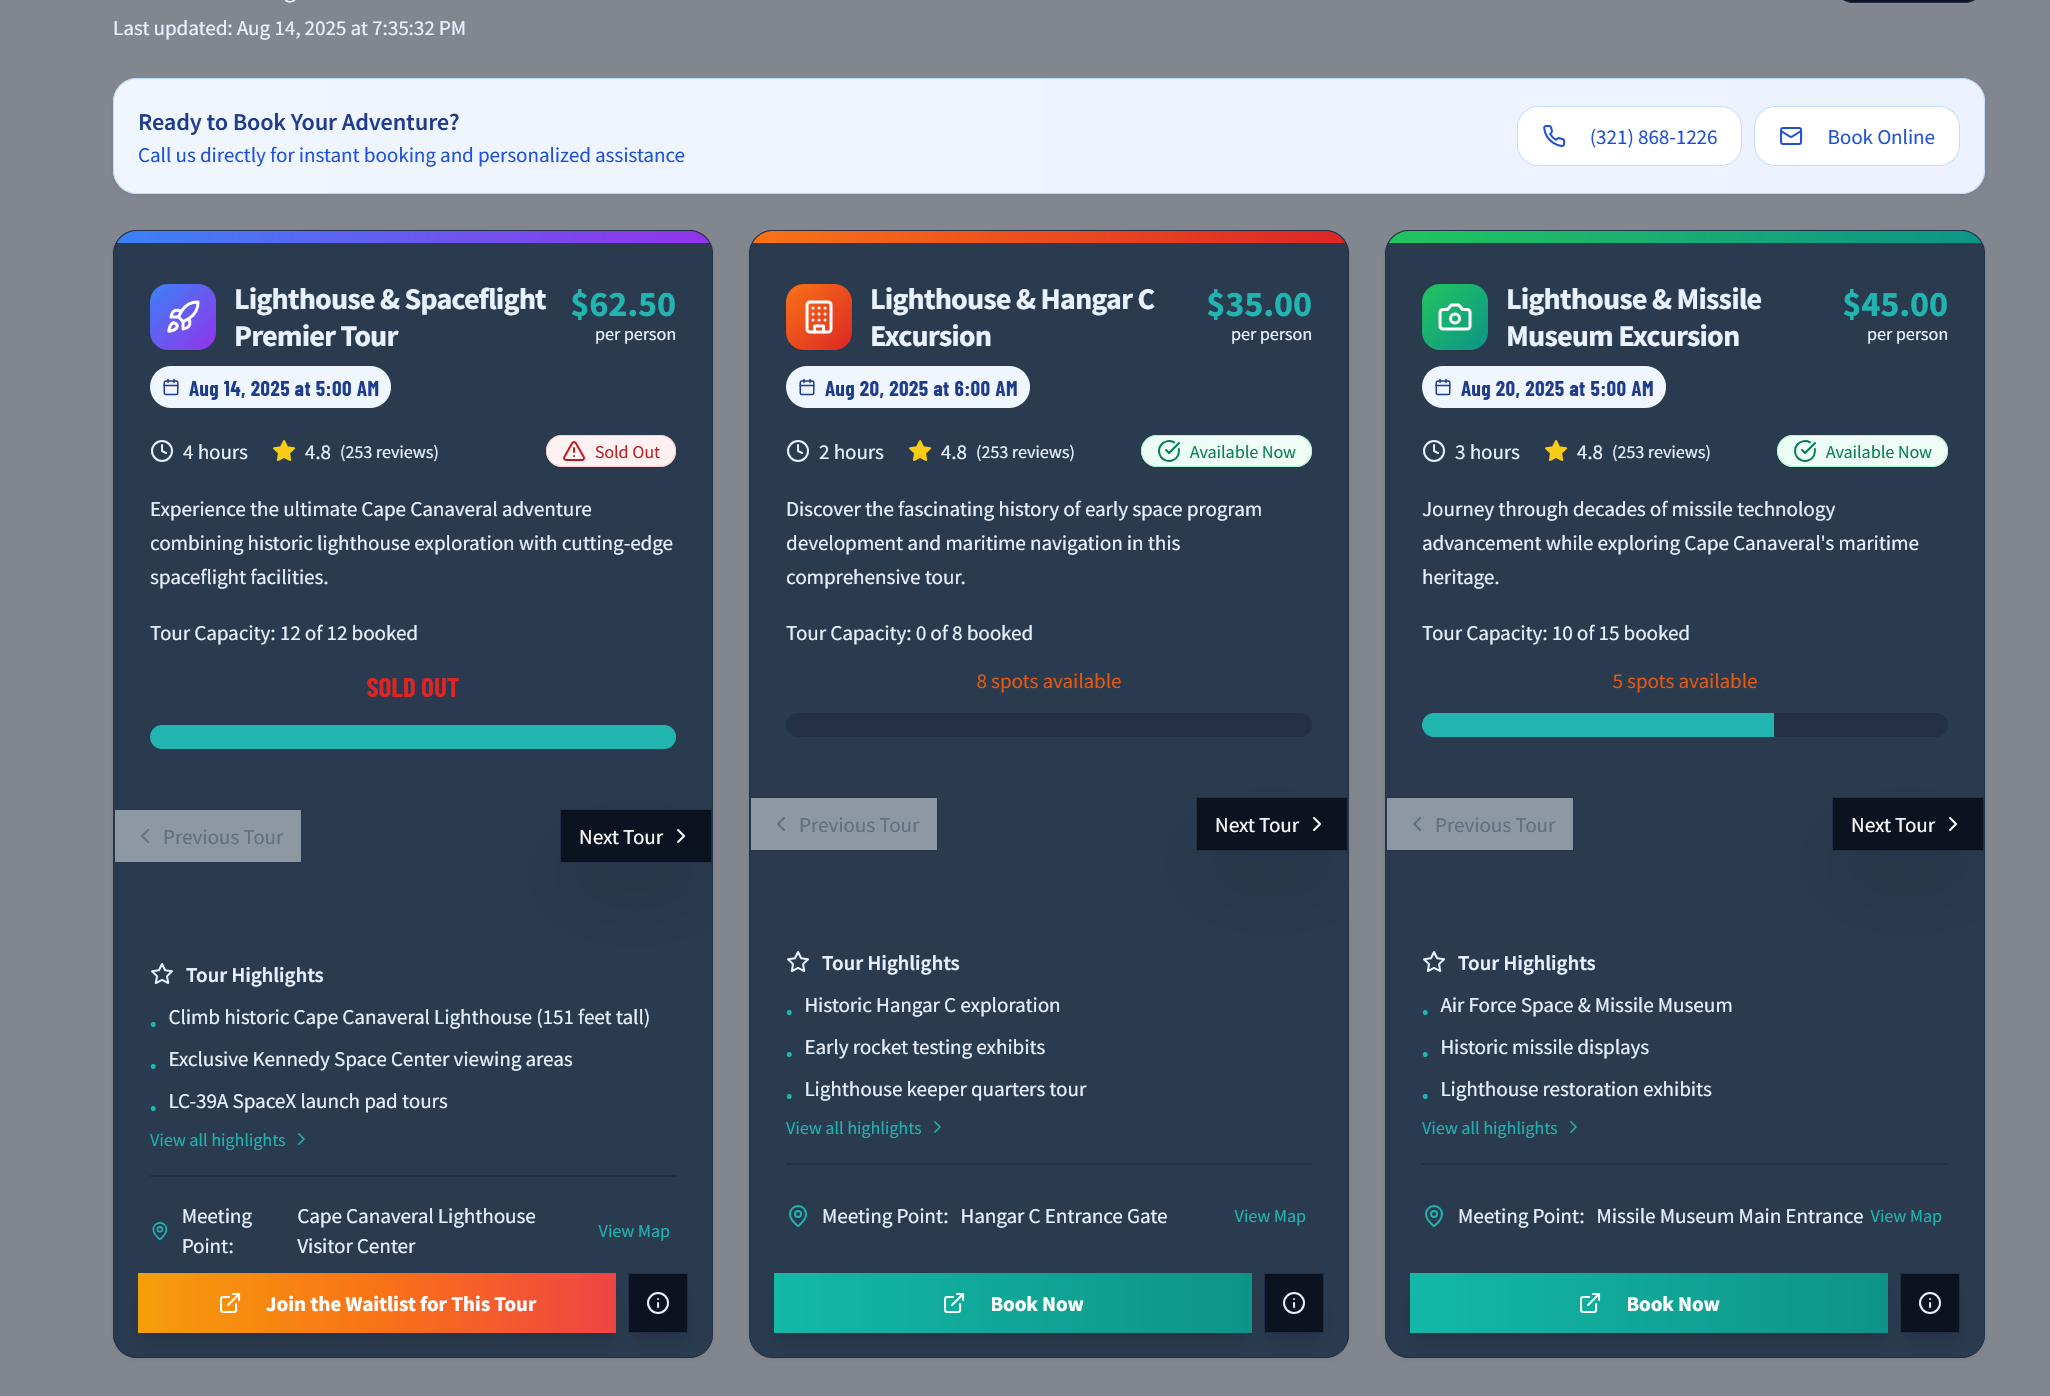 Last updated: Aug 14, 2025 at 7:35:32 PM
Ready to Book Your Adventure?
Call us directly for instant booking and personalized assistance
(321) 868-1226
Book Online
Lighthouse & Spaceflight
Premier Tour
$62.50
per person
Aug 14, 2025 at 5:00 AM
4 hours
4.8 (253 reviews)
Sold Out
Experience the ultimate Cape Canaveral adventure
combining historic lighthouse exploration with cutting-edge
spaceflight facilities.
Tour Capacity: 12 of 12 booked
SOLD OUT
Previous Tour
Next Tour
Tour Highlights
Climb historic Cape Canaveral Lighthouse (151 feet tall)
Exclusive Kennedy Space Center viewing areas
LC-39A SpaceX launch pad tours
View all highlights
Meeting
Point:
Cape Canaveral Lighthouse
Visitor Center
View Map
Join the Waitlist for This Tour
Lighthouse & Hangar C
Excursion
$35.00
per person
Aug 20, 2025 at 6:00 AM
2 hours
4.8 (253 reviews)
Available Now
Discover the fascinating history of early space program
development and maritime navigation in this
comprehensive tour.
Tour Capacity: 0 of 8 booked
8 spots available
Previous Tour
Next Tour
Tour Highlights
Historic Hangar C exploration
Early rocket testing exhibits
Lighthouse keeper quarters tour
View all highlights
Meeting Point: Hangar C Entrance Gate
View Map
Book Now
Lighthouse & Missile
Museum Excursion
$45.00
per person
Aug 20, 2025 at 5:00 AM
3 hours
4.8 (253 reviews)
Available Now
Journey through decades of missile technology
advancement while exploring Cape Canaveral's maritime
heritage.
Tour Capacity: 10 of 15 booked
5 spots available
Previous Tour
Next Tour
Tour Highlights
Air Force Space & Missile Museum
Historic missile displays
Lighthouse restoration exhibits
View all highlights
Meeting Point: Missile Museum Main Entrance
View Map
Book Now